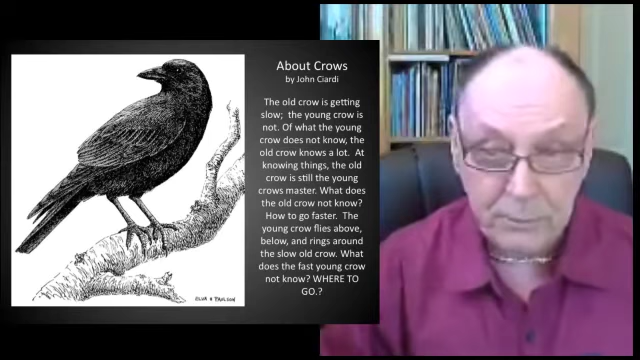 About Crows
by John Ciardi
The old crow is getting
slow;  the young crow is
not. Of what the young
crow does not know, the
old crow knows a lot.  At
knowing things, the old
crow is still the young
crows master. What does
the old crow not know?
How to go faster.  The
young crow flies above,
below, and rings around
the slow old crow. What
does the fast young crow
not know? WHERE TO
GO.?